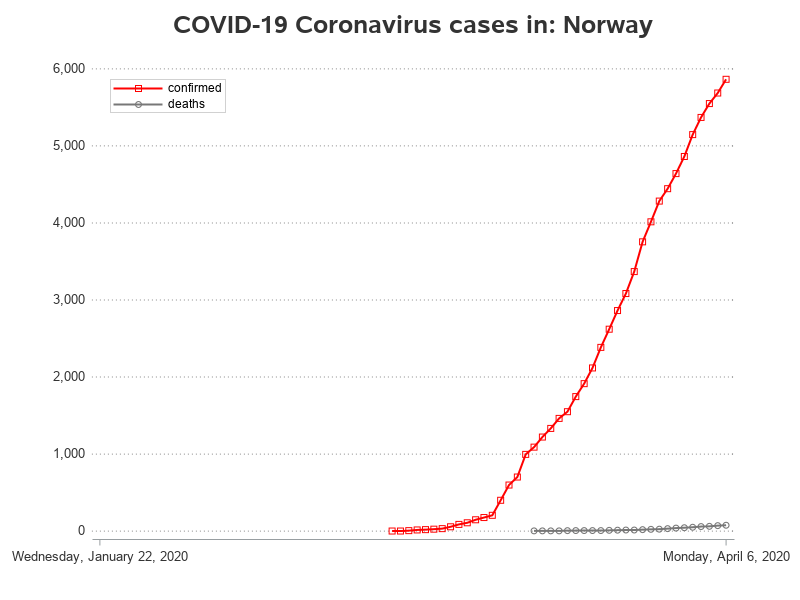 COVID-19 Coronavirus cases in: Norway
6,000
confirmed
deaths
5,000
4,000
3,000
2,000
1,000
0
Wednesday, January 22, 2020
Monday, April 6, 2020